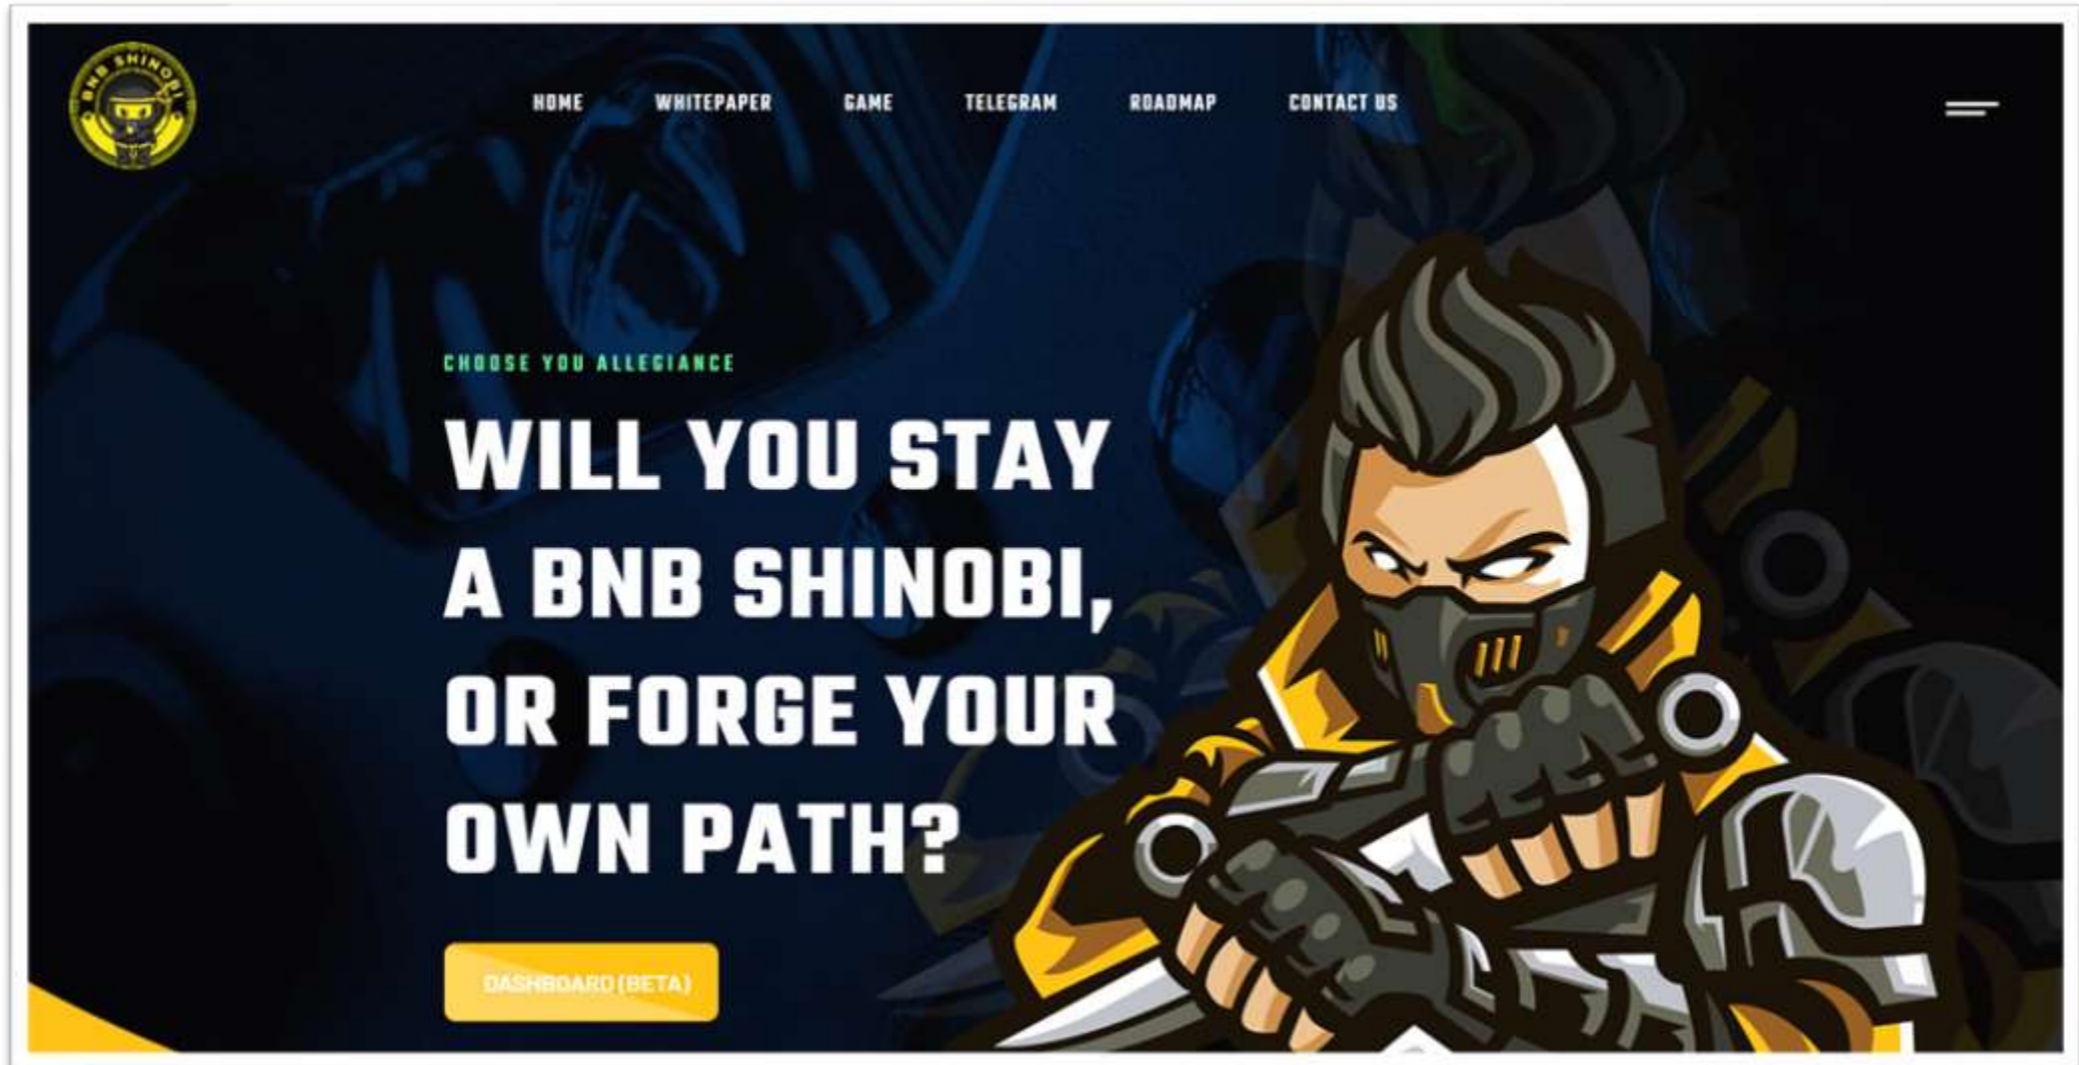 BNB SHINOBI
HOME WHITEPAPER GAME TELEGRAM ROADMAP CONTACT US
CHOOSE YOU ALLEGIANCE
WILL YOU STAY
A BNB SHINOBI,
OR FORGE YOUR
OWN PATH?
DASHBOARD (BETA)